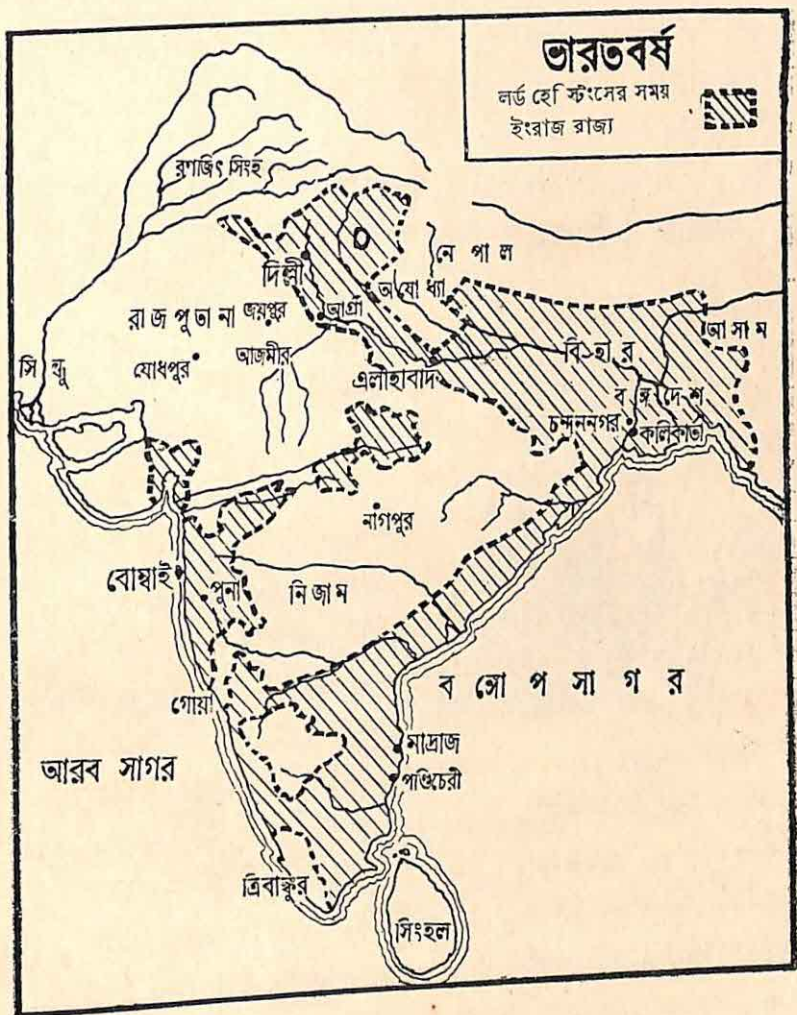 ভারতবর্ষ
লর্ড হেস্টিংসের সময়
ইংরাজ রাজ্য
রণজিৎ সিংহ
নেপাল
দিল্লী
অযোধ্যা
রাজপুতানা
জয়পুর
আগ্রা
আসাম
সিন্ধু
যোধপুর
আজমীর
এলাহাবাদ
বিহার
বঙ্গদেশ
চন্দননগর
কলিকাতা
নাগপুর
বোম্বাই
পুনা
নিজাম
গোয়া
বঙ্গোপসাগর
আরব সাগর
মাদ্রাজ
পণ্ডিচেরী
ত্রিবাঙ্কুর
সিংহল